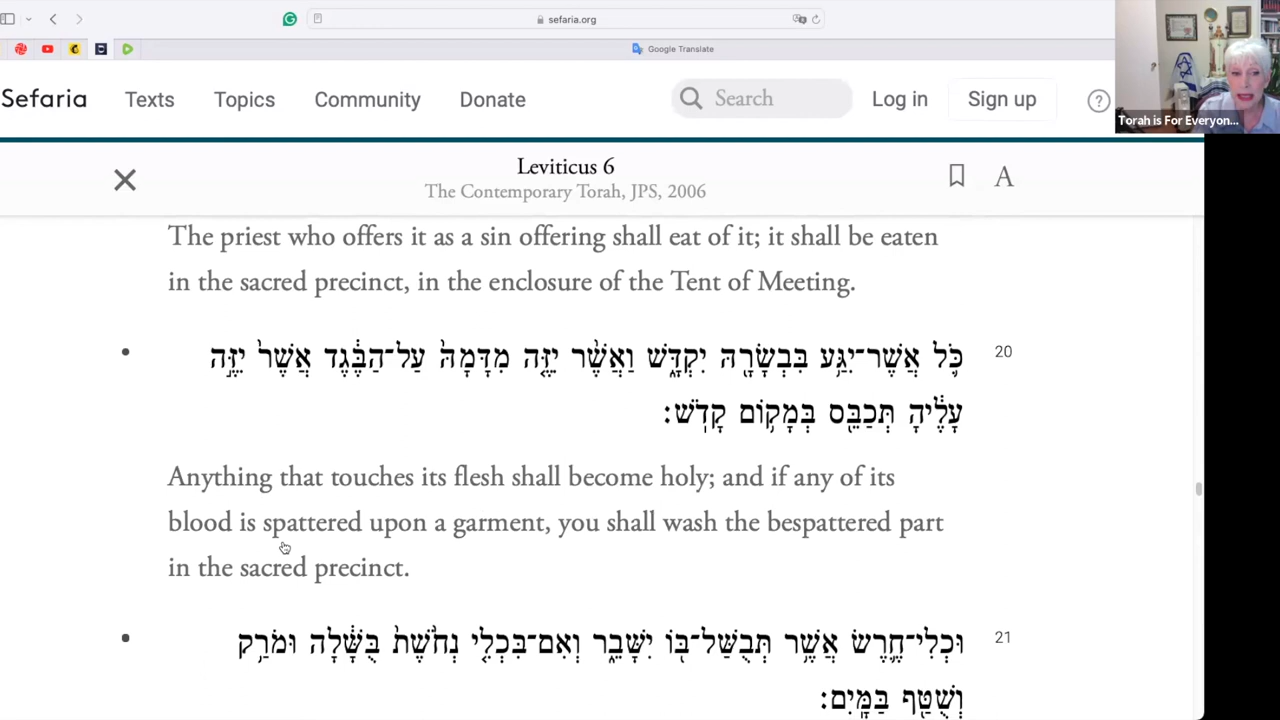 sefaria.org
Google Translate
Sefaria Texts Topics Community Donate Search Log in Sign up ?
Torah is For Everyon...
Leviticus 6
The Contemporary Torah, JPS, 2006
A
The priest who offers it as a sin offering shall eat of it; it shall be eaten
in the sacred precinct, in the enclosure of the Tent of Meeting.
20
כֹּ֛ל אֲשֶׁר־יִגַּ֥ע בִּבְשָׂרָ֖הּ יִקְדָּ֑שׁ וַאֲשֶׁ֨ר יִזֶּ֤ה מִדָּמָהּ֙ עַל־הַבֶּ֔גֶד אֲשֶׁר֙ יִזֶּ֣ה
עָלֶ֔יהָ תְּכַבֵּ֖ס בְּמָק֥וֹם קָדֹֽשׁ׃
Anything that touches its flesh shall become holy; and if any of its
blood is spattered upon a garment, you shall wash the bespattered part
in the sacred precinct.
21
וּכְלִי־חֶ֛רֶשׂ אֲשֶׁ֥ר תְּבֻשַּׁל־בּ֖וֹ יִשָּׁבֵ֑ר וְאִם־בִּכְלִ֤י נְחֹ֙שֶׁת֙ בֻּשָּׁ֔לָה וּמֹרַ֥ק
וְשֻׁטַּ֖ף בַּמָּֽיִם׃